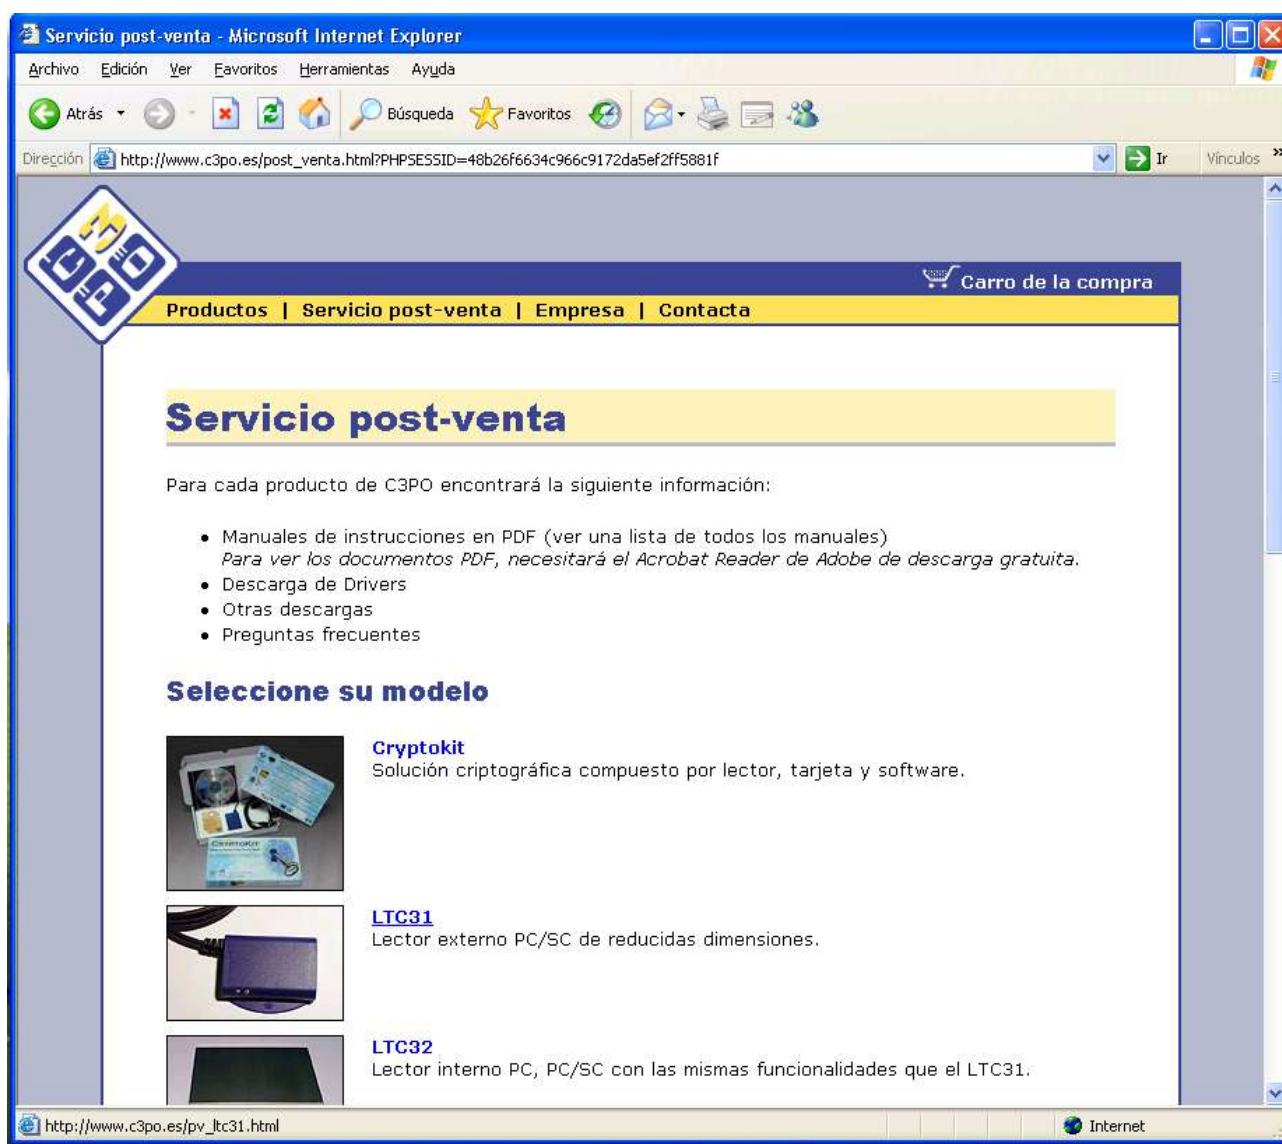 Servicio post-venta - Microsoft Internet Explorer
Archivo Edición Ver Favoritos Herramientas Ayuda
Atrás Búsqueda Favoritos
Dirección http://www.c3po.es/post_venta.html?PHPSESSID=48b26f6634c966c9172da5ef2ff5881f Ir Vínculos »
C3PO
Carro de la compra
Productos | Servicio post-venta | Empresa | Contacta
Servicio post-venta
Para cada producto de C3PO encontrará la siguiente información:
• Manuales de instrucciones en PDF (ver una lista de todos los manuales)
Para ver los documentos PDF, necesitará el Acrobat Reader de Adobe de descarga gratuita.
• Descarga de Drivers
• Otras descargas
• Preguntas frecuentes
Seleccione su modelo
Cryptokit
Solución criptográfica compuesto por lector, tarjeta y software.
CRYPTOKIT
LTC31
Lector externo PC/SC de reducidas dimensiones.
LTC32
Lector interno PC, PC/SC con las mismas funcionalidades que el LTC31.
http://www.c3po.es/pv_ltc31.html Internet